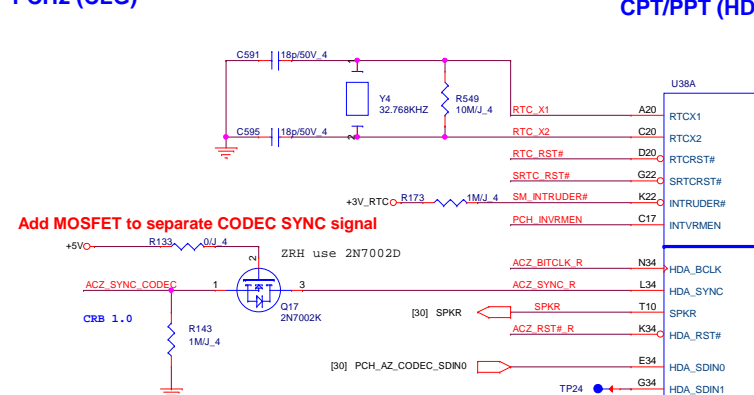 PCH2 (CLG)
CPT/PPT (HD
C591
18p/50V_4
U38A
1
Y4
32.768KHZ
R549
10M/J_4
RTC_X1
A20
RTCX1
C595
18p/50V_4
2
RTC_X2
C20
RTCX2
RTC_RST#
D20
RTCRST#
SRTC_RST#
G22
SRTCRST#
+3V_RTC
R173
1M/J_4
SM_INTRUDER#
K22
INTRUDER#
PCH_INVRMEN
C17
INTVRMEN
Add MOSFET to separate CODEC SYNC signal
+5V
R133
0/J_4
2
ZRH use 2N7002D
ACZ_BITCLK_R
N34
HDA_BCLK
ACZ_SYNC_CODEC
1
3
ACZ_SYNC_R
L34
HDA_SYNC
Q17
2N7002K
[30] SPKR
SPKR
T10
SPKR
CRB 1.0
R143
1M/J_4
ACZ_RST#_R
K34
HDA_RST#
[30] PCH_AZ_CODEC_SDIN0
E34
HDA_SDIN0
TP24
G34
HDA_SDIN1